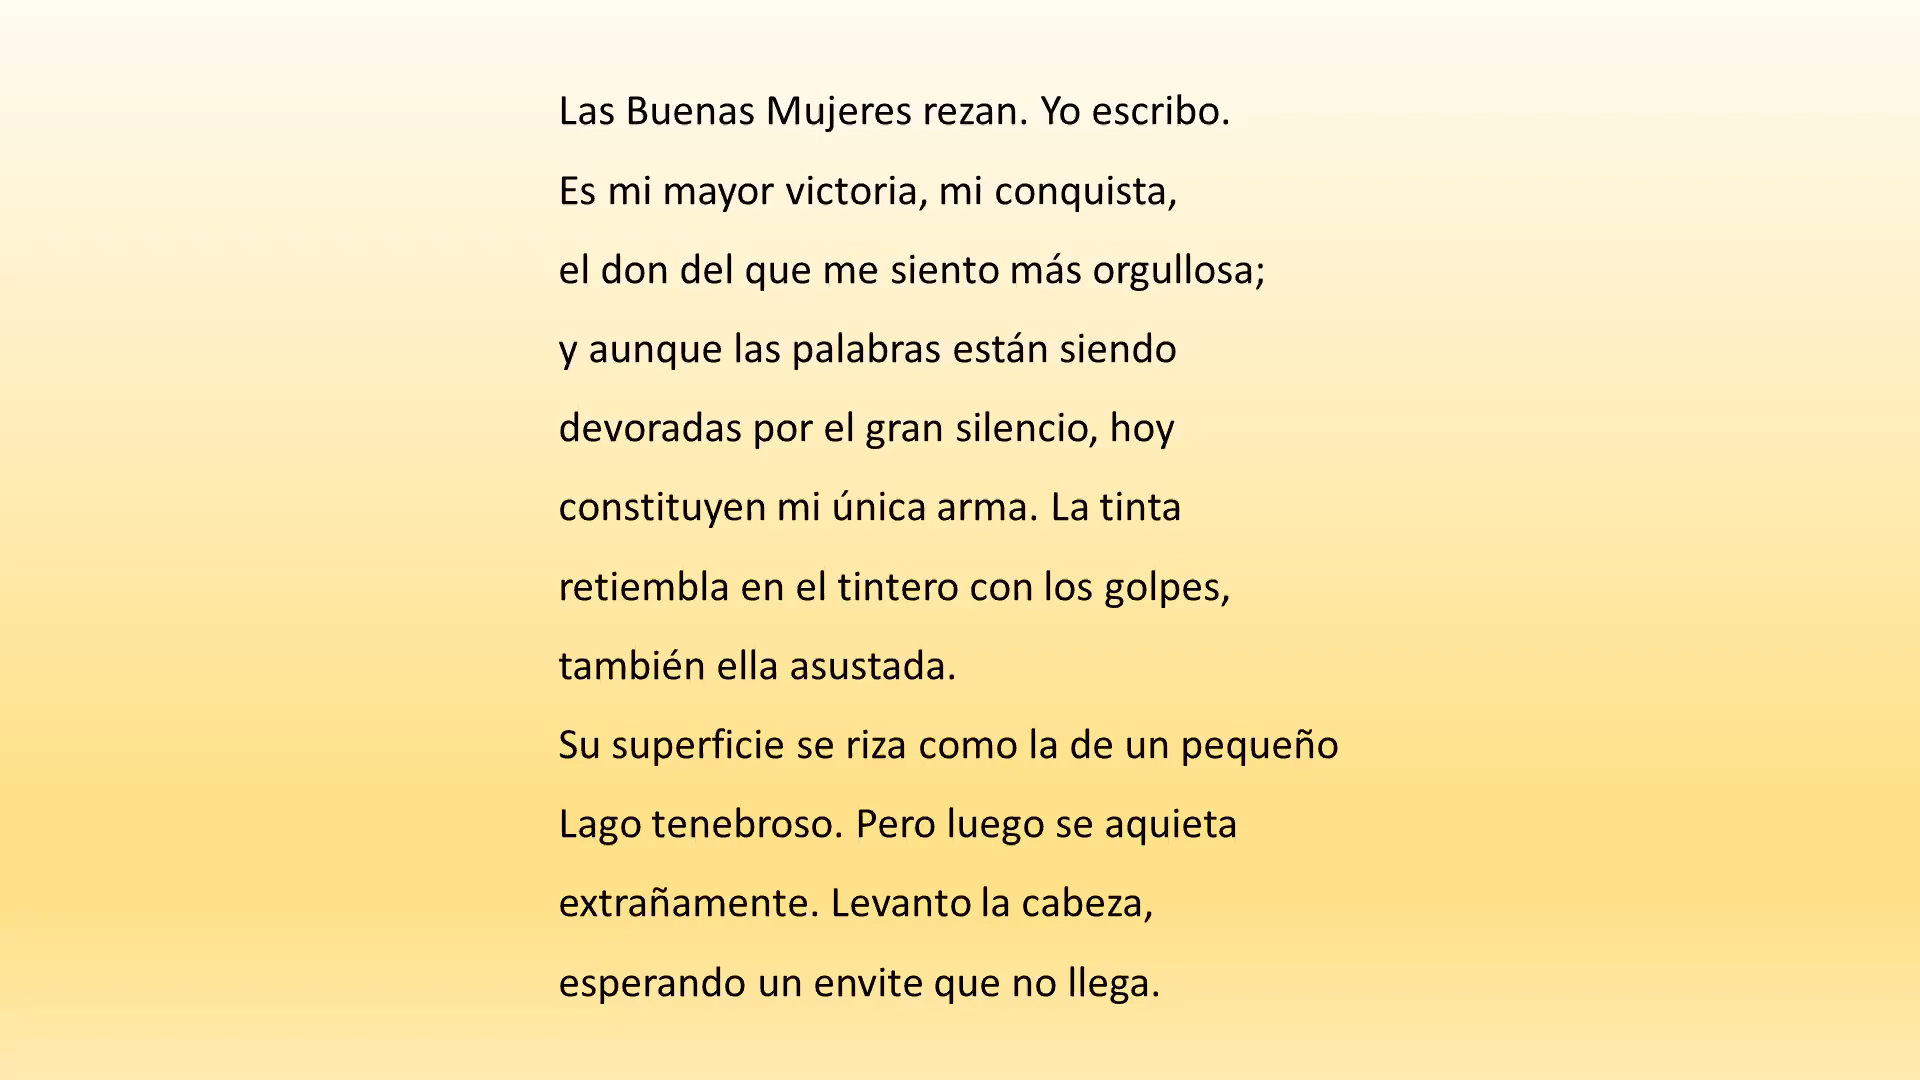 Las Buenas Mujeres rezan. Yo escribo.
Es mi mayor victoria, mi conquista,
el don del que me siento más orgullosa;
y aunque las palabras están siendo
devoradas por el gran silencio, hoy
constituyen mi única arma. La tinta
retiembla en el tintero con los golpes,
también ella asustada.
Su superficie se riza como la de un pequeño
Lago tenebroso. Pero luego se aquieta
extrañamente. Levanto la cabeza,
esperando un envite que no llega.